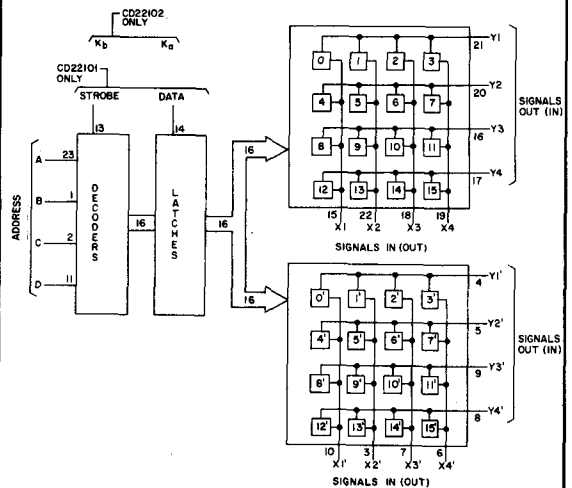 CD22102
ONLY
Kb Ka
CD22101
ONLY
STROBE DATA
13 14
ADDRESS
A 23
B 1
C 2
D 11
DECODERS
16
LATCHES
16
16
16
Y1
21
0 1 2 3
Y2
20
4 5 6 7
Y3
16
8 9 10 11
Y4
17
12 13 14 15
15 22 18 19
X1 X2 X3 X4
SIGNALS IN (OUT)
SIGNALS
OUT (IN)
Y1'
4
0' 1' 2' 3'
Y2'
5
4' 5' 6' 7'
Y3'
9
8' 9' 10' 11'
Y4'
8
12' 13' 14' 15'
10 3 7 6
X1' X2' X3' X4'
SIGNALS IN (OUT)
SIGNALS
OUT (IN)